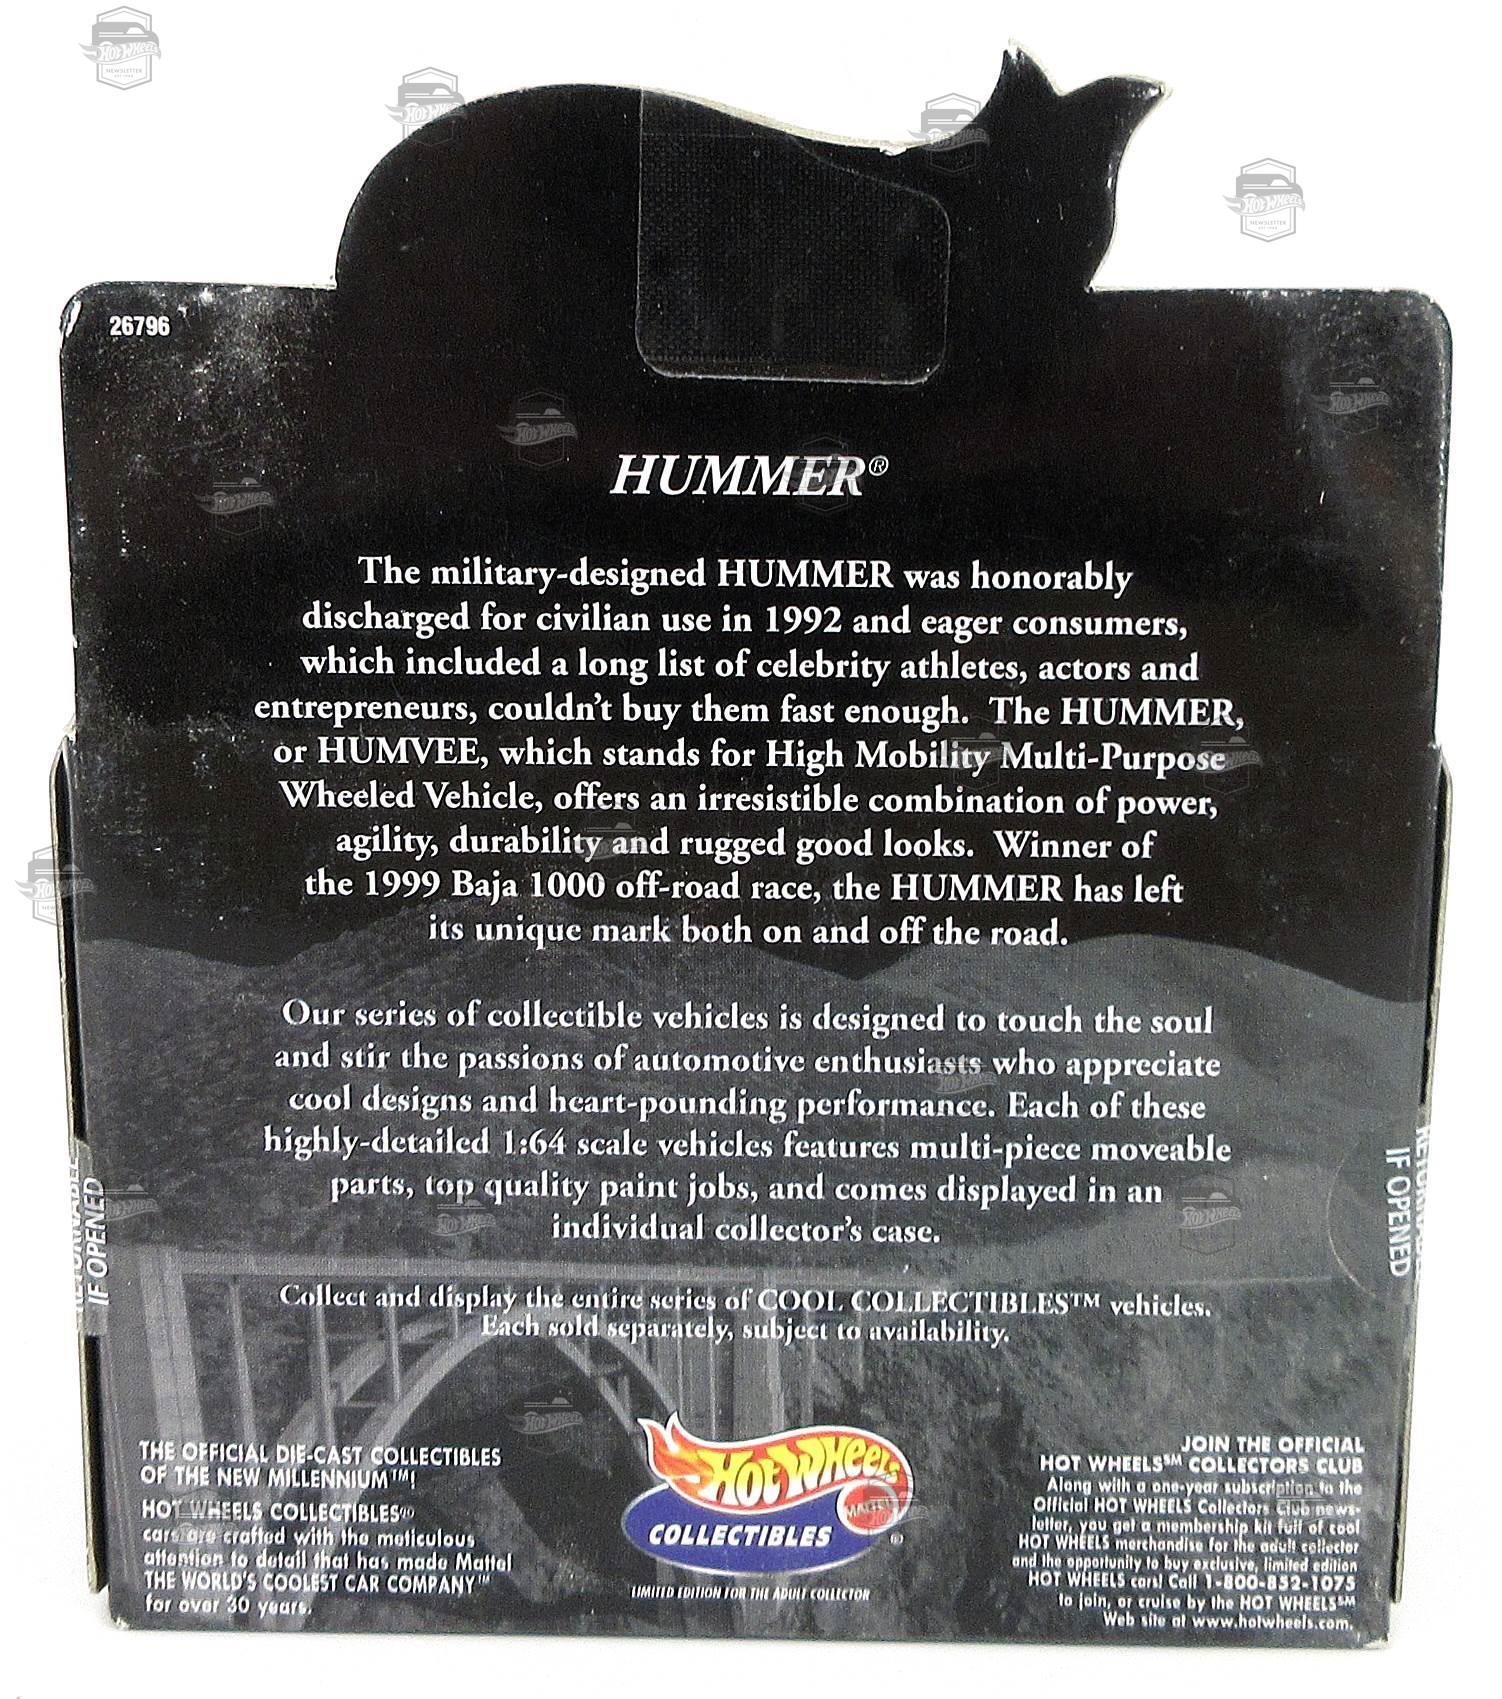 26796
HUMMER®
The military-designed HUMMER was honorably
discharged for civilian use in 1992 and eager consumers,
which included a long list of celebrity athletes, actors and
entrepreneurs, couldn't buy them fast enough. The HUMMER,
or HUMVEE, which stands for High Mobility Multi-Purpose
Wheeled Vehicle, offers an irresistible combination of power,
agility, durability and rugged good looks. Winner of
the 1999 Baja 1000 off-road race, the HUMMER has left
its unique mark both on and off the road.
Our series of collectible vehicles is designed to touch the soul
and stir the passions of automotive enthusiasts who appreciate
cool designs and heart-pounding performance. Each of these
highly-detailed 1:64 scale vehicles features multi-piece moveable
parts, top quality paint jobs, and comes displayed in an
individual collector's case.
IF OPENED
IF OPENED
Collect and display the entire series of COOL COLLECTIBLES™ vehicles.
Each sold separately, subject to availability.
THE OFFICIAL DIE-CAST COLLECTIBLES
OF THE NEW MILLENNIUM™!
HOT WHEELS COLLECTIBLES®
cars are crafted with the meticulous
attention to detail that has made Mattel
THE WORLD'S COOLEST CAR COMPANY™
for over 30 years.
Hot Wheels
MATTEL
COLLECTIBLES ®
LIMITED EDITION FOR THE ADULT COLLECTOR
JOIN THE OFFICIAL
HOT WHEELS℠ COLLECTORS CLUB
Along with a one-year subscription to the
Official HOT WHEELS Collectors Club news-
letter, you get a membership kit full of cool
HOT WHEELS merchandise for the adult collector
and the opportunity to buy exclusive, limited edition
HOT WHEELS cars! Call 1-800-852-1075
to join, or cruise by the HOT WHEELS℠
Web site at www.hotwheels.com.
Hot Wheels
NEWSLETTER